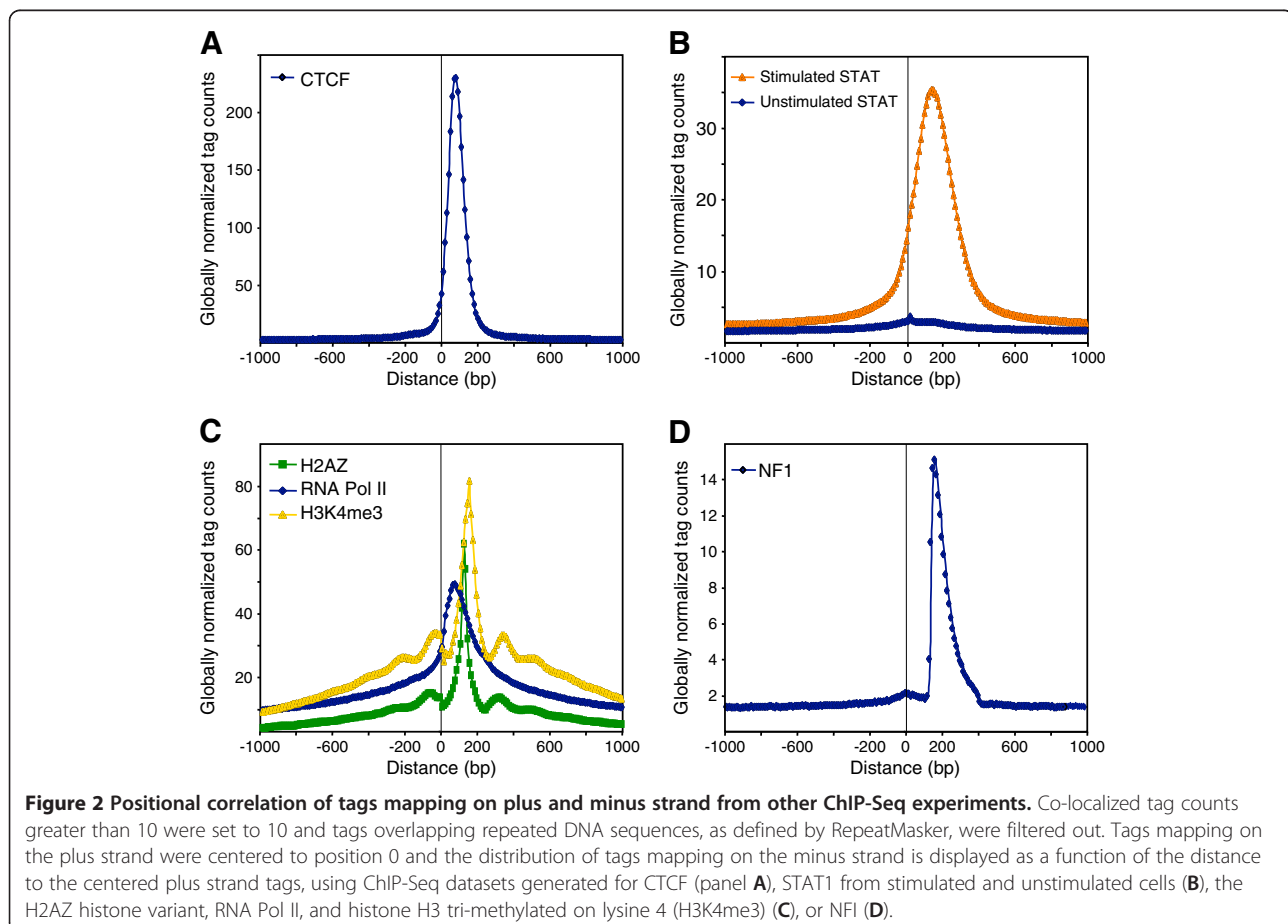 A
CTCF
Globally normalized tag counts
200
150
100
50
-1000
-600
-200
0
200
600
1000
Distance (bp)
B
Stimulated STAT
Unstimulated STAT
Globally normalized tag counts
30
20
10
-1000
-600
-200
0
200
600
1000
Distance (bp)
C
H2AZ
RNA Pol II
H3K4me3
Globally normalized tag counts
80
60
40
20
-1000
-600
-200
0
200
600
1000
Distance (bp)
D
NF1
Globally normalized tag counts
14
12
10
8
6
4
2
-1000
-600
-200
0
200
600
1000
Distance (bp)
Figure 2 Positional correlation of tags mapping on plus and minus strand from other ChIP-Seq experiments. Co-localized tag counts
greater than 10 were set to 10 and tags overlapping repeated DNA sequences, as defined by RepeatMasker, were filtered out. Tags mapping on
the plus strand were centered to position 0 and the distribution of tags mapping on the minus strand is displayed as a function of the distance
to the centered plus strand tags, using ChIP-Seq datasets generated for CTCF (panel A), STAT1 from stimulated and unstimulated cells (B), the
H2AZ histone variant, RNA Pol II, and histone H3 tri-methylated on lysine 4 (H3K4me3) (C), or NFI (D).